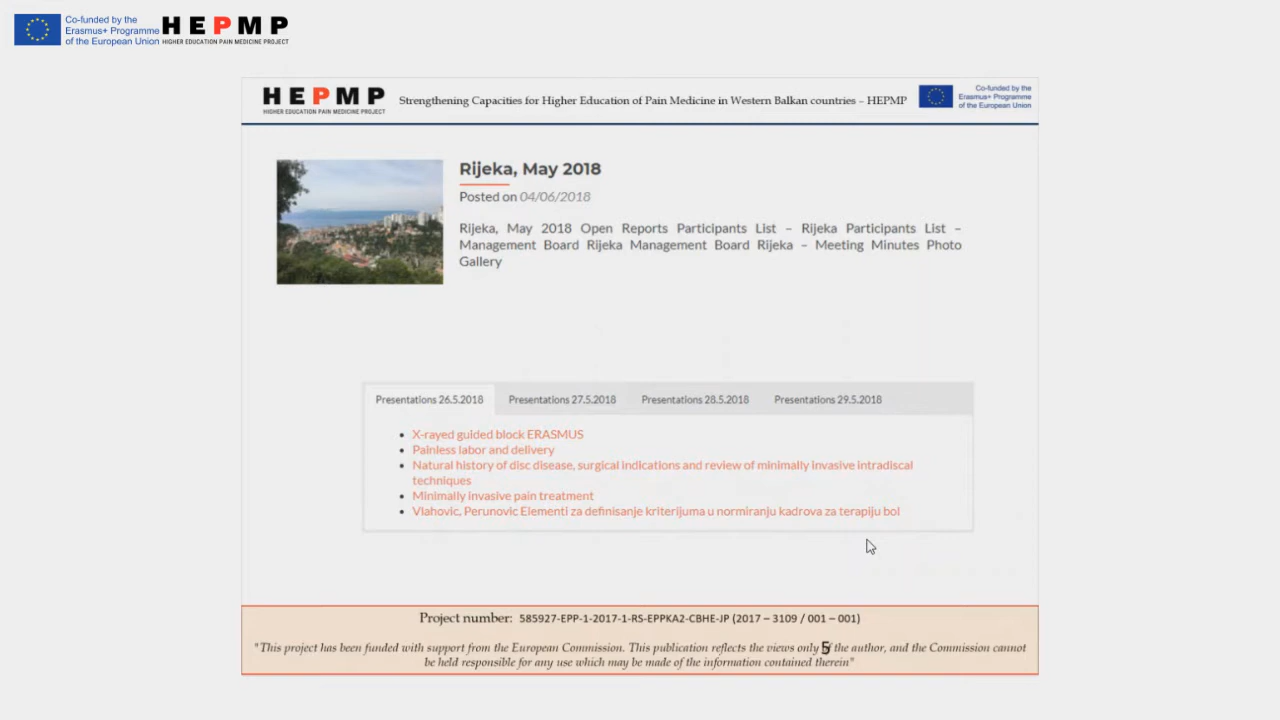 Co-funded by the
Erasmus+ Programme
of the European Union
HEPMP
HIGHER EDUCATION PAIN MEDICINE PROJECT
HEPMP
HIGHER EDUCATION PAIN MEDICINE PROJECT
Strengthening Capacities for Higher Education of Pain Medicine in Western Balkan countries – HEPMP
Co-funded by the
Erasmus+ Programme
of the European Union
Rijeka, May 2018
Posted on 04/06/2018
Rijeka, May 2018 Open Reports Participants List – Rijeka Participants List –
Management Board Rijeka Management Board Rijeka – Meeting Minutes Photo
Gallery
Presentations 26.5.2018 Presentations 27.5.2018 Presentations 28.5.2018 Presentations 29.5.2018
• X-rayed guided block ERASMUS
• Painless labor and delivery
• Natural history of disc disease, surgical indications and review of minimally invasive intradiscal
techniques
• Minimally invasive pain treatment
• Vlahovic, Perunovic Elementi za definisanje kriterijuma u normiranju kadrova za terapiju bol
Project number: 585927-EPP-1-2017-1-RS-EPPKA2-CBHE-JP (2017 – 3109 / 001 – 001)
"This project has been funded with support from the European Commission. This publication reflects the views only 5 the author, and the Commission cannot
be held responsible for any use which may be made of the information contained therein"